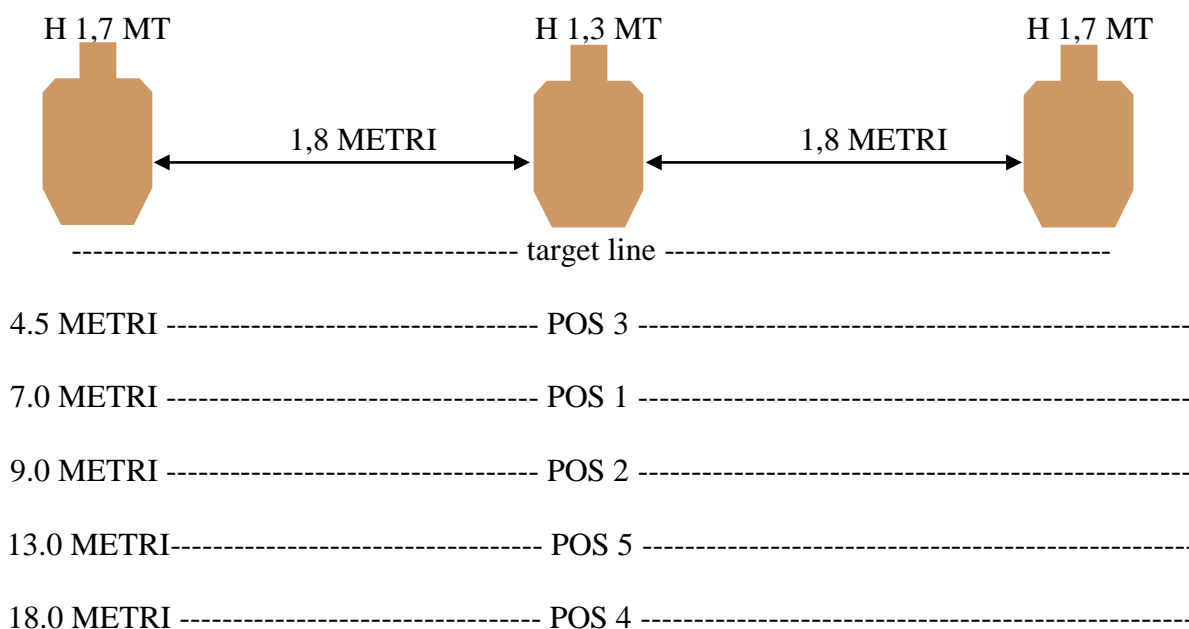 H 1,7 MT H 1,3 MT H 1,7 MT
1,8 METRI 1,8 METRI
---------------------------------------- target line ----------------------------------------
4.5 METRI ----------------------------------- POS 3 ----------------------------------------------------
7.0 METRI ----------------------------------- POS 1 ----------------------------------------------------
9.0 METRI ----------------------------------- POS 2 ----------------------------------------------------
13.0 METRI----------------------------------- POS 5 ----------------------------------------------------
18.0 METRI ---------------------------------- POS 4 ----------------------------------------------------